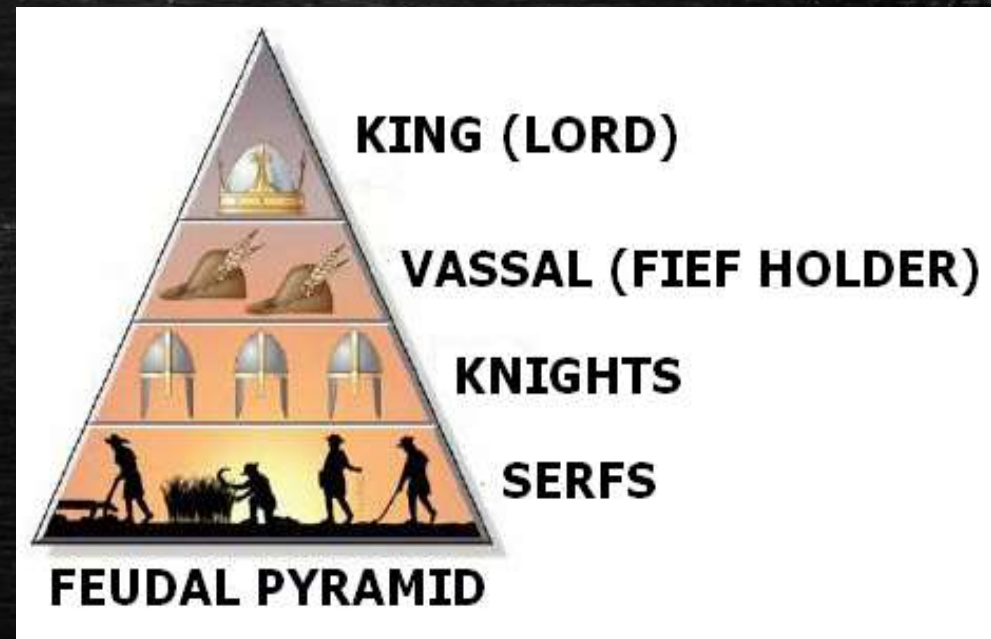 KING (LORD)
VASSAL (FIEF HOLDER)
KNIGHTS
SERFS
FEUDAL PYRAMID